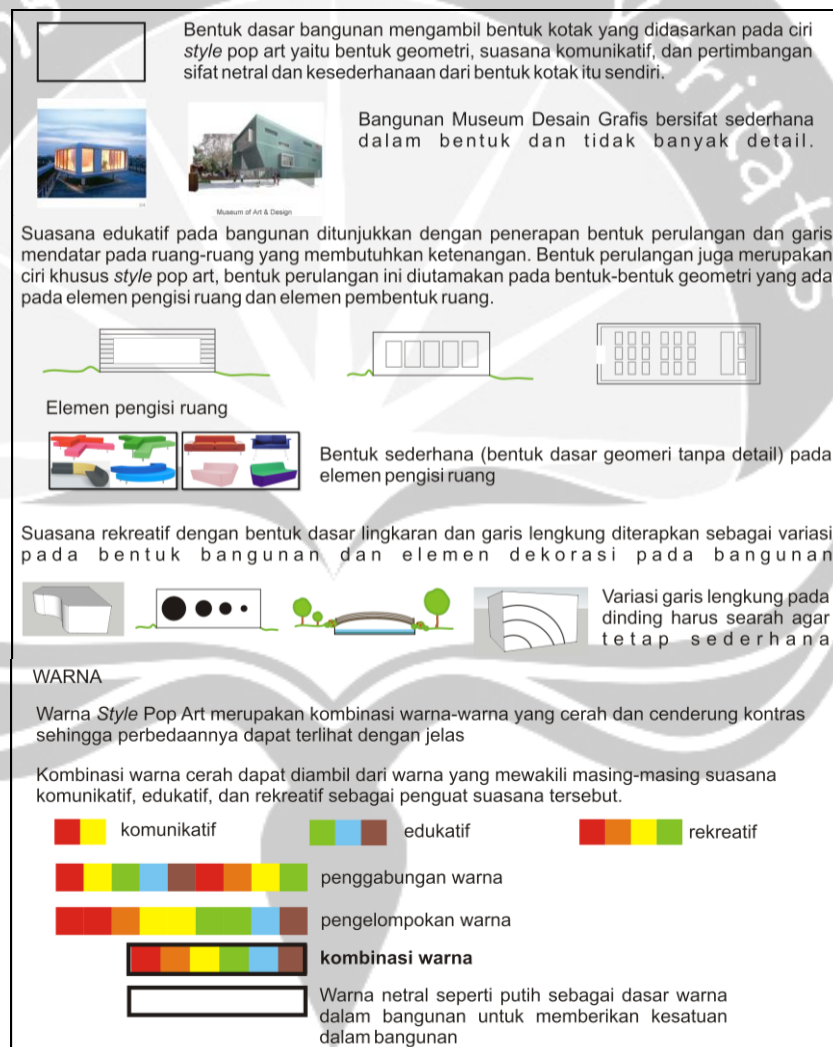 Bentuk dasar bangunan mengambil bentuk kotak yang didasarkan pada ciri
style pop art yaitu bentuk geometri, suasana komunikatif, dan pertimbangan
sifat netral dan kesederhanaan dari bentuk kotak itu sendiri.
Bangunan Museum Desain Grafis bersifat sederhana
dalam bentuk dan tidak banyak detail.
Museum of Art & Design
Suasana edukatif pada bangunan ditunjukkan dengan penerapan bentuk perulangan dan garis
mendatar pada ruang-ruang yang membutuhkan ketenangan. Bentuk perulangan juga merupakan
ciri khusus style pop art, bentuk perulangan ini diutamakan pada bentuk-bentuk geometri yang ada
pada elemen pengisi ruang dan elemen pembentuk ruang.
Elemen pengisi ruang
Bentuk sederhana (bentuk dasar geomeri tanpa detail) pada
elemen pengisi ruang
Suasana rekreatif dengan bentuk dasar lingkaran dan garis lengkung diterapkan sebagai variasi
pada bentuk bangunan dan elemen dekorasi pada bangunan
Variasi garis lengkung pada
dinding harus searah agar
tetap sederhana
WARNA
Warna Style Pop Art merupakan kombinasi warna-warna yang cerah dan cenderung kontras
sehingga perbedaannya dapat terlihat dengan jelas
Kombinasi warna cerah dapat diambil dari warna yang mewakili masing-masing suasana
komunikatif, edukatif, dan rekreatif sebagai penguat suasana tersebut.
komunikatif
edukatif
rekreatif
penggabungan warna
pengelompokan warna
kombinasi warna
Warna netral seperti putih sebagai dasar warna
dalam bangunan untuk memberikan kesatuan
dalam bangunan
veritatis